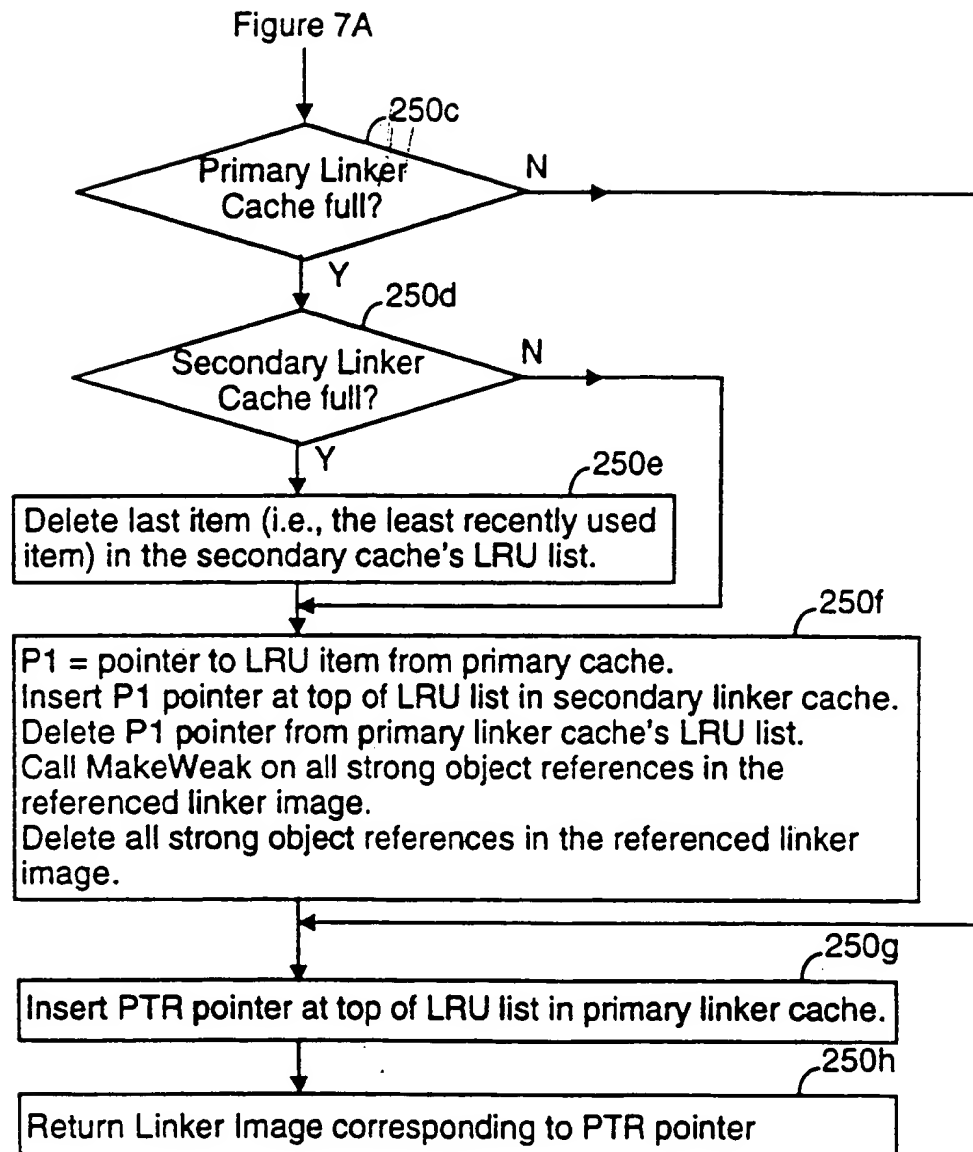 Figure 7A
250c
Primary Linker
Cache full?
N
Y
250d
Secondary Linker
Cache full?
N
Y
250e
Delete last item (i.e., the least recently used
item) in the secondary cache's LRU list.
250f
P1 = pointer to LRU item from primary cache.
Insert P1 pointer at top of LRU list in secondary linker cache.
Delete P1 pointer from primary linker cache's LRU list.
Call MakeWeak on all strong object references in the
referenced linker image.
Delete all strong object references in the referenced linker
image.
250g
Insert PTR pointer at top of LRU list in primary linker cache.
250h
Return Linker Image corresponding to PTR pointer